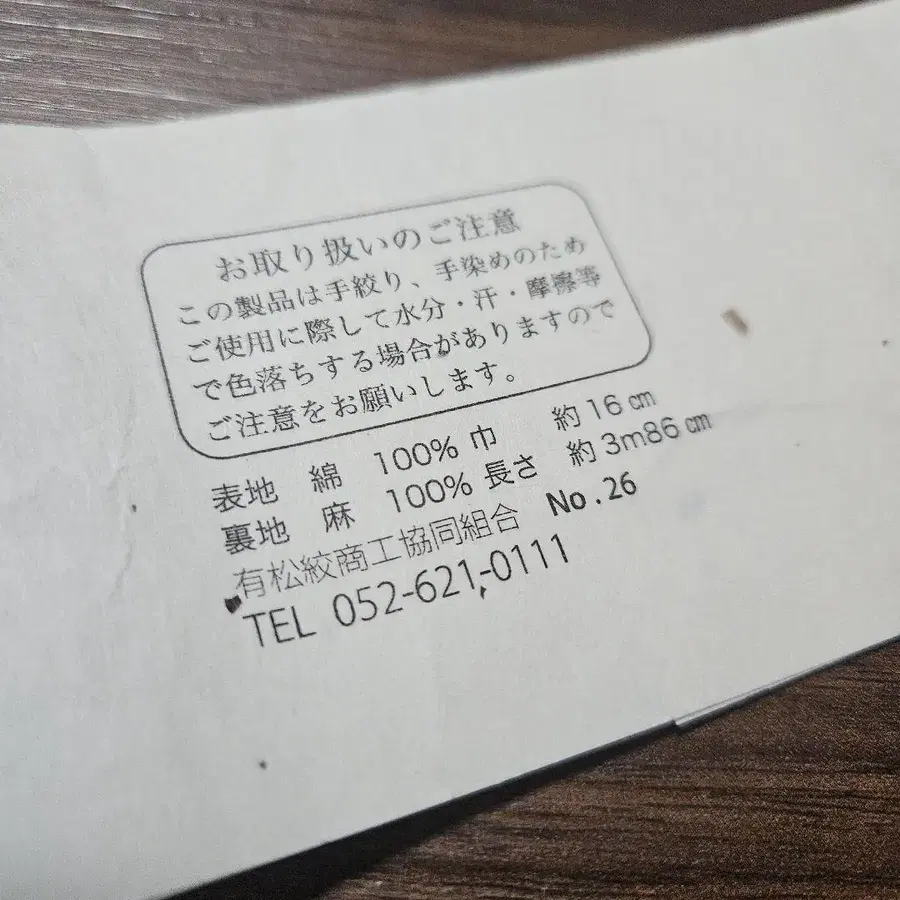 お取り扱いのご注意
この製品は手絞り、手染めのため
ご使用に際して水分・汗・摩擦等
で色落ちする場合がありますので
ご注意をお願いします。
表地 綿 100% 巾 約16㎝
裏地 麻 100% 長さ 約3m86㎝
有松絞商工協同組合 No.26
TEL 052-621-0111